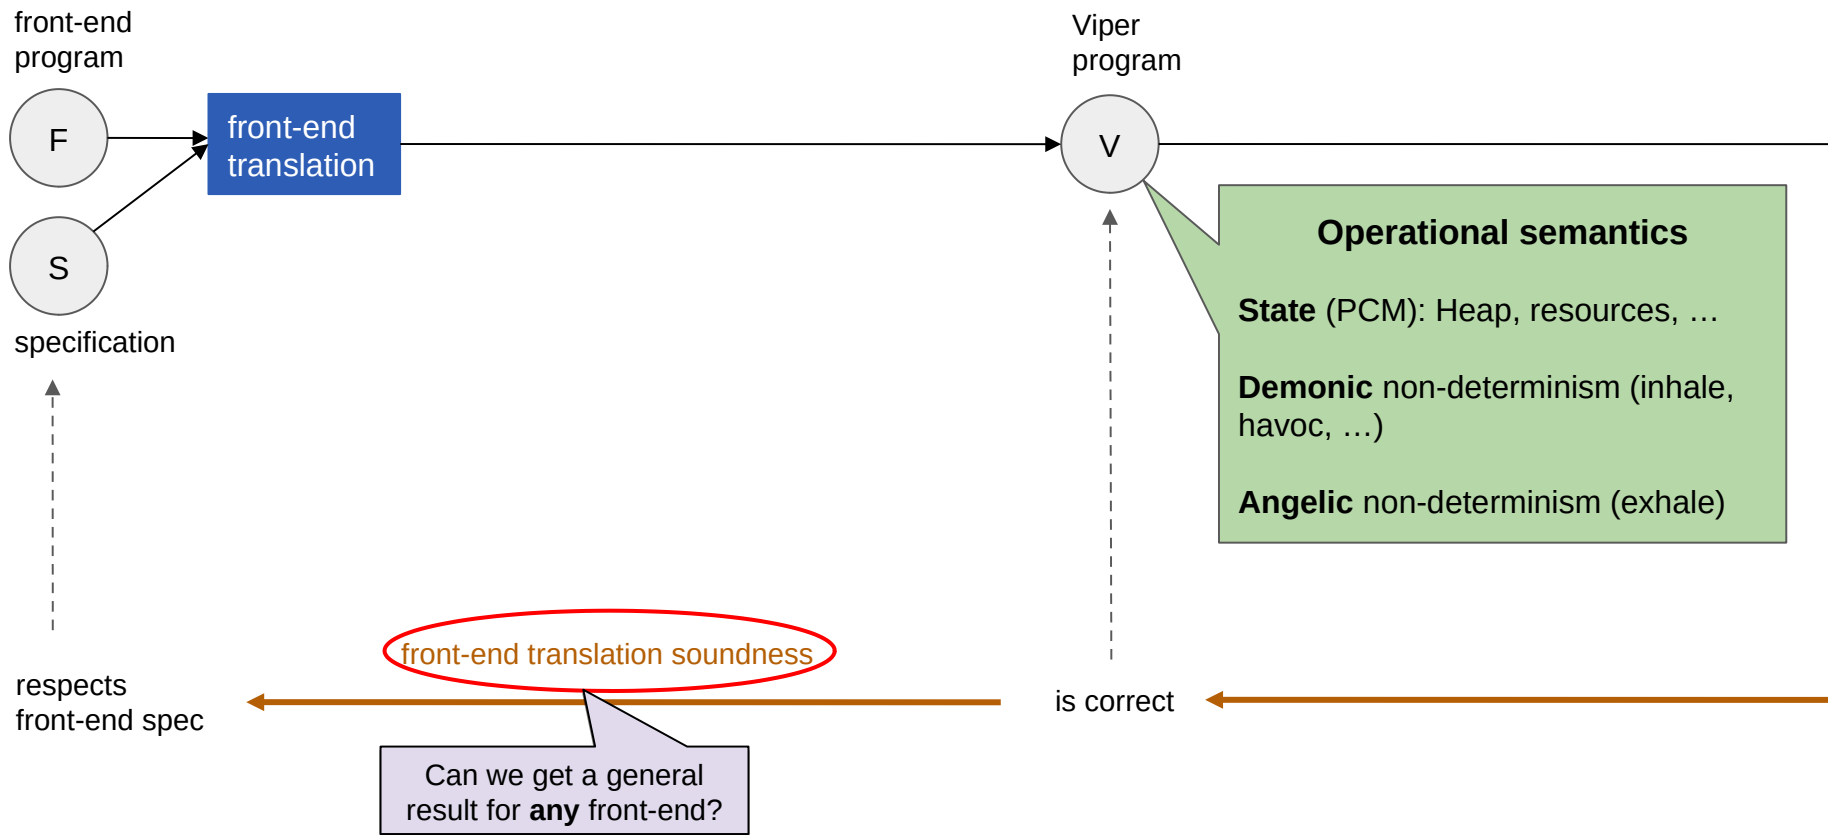 front-end
program
Viper
program
F
front-end
translation
V
S
specification
Operational semantics
State (PCM): Heap, resources, …
Demonic non-determinism (inhale,
havoc, …)
Angelic non-determinism (exhale)
front-end translation soundness
respects
front-end spec
is correct
Can we get a general
result for any front-end?